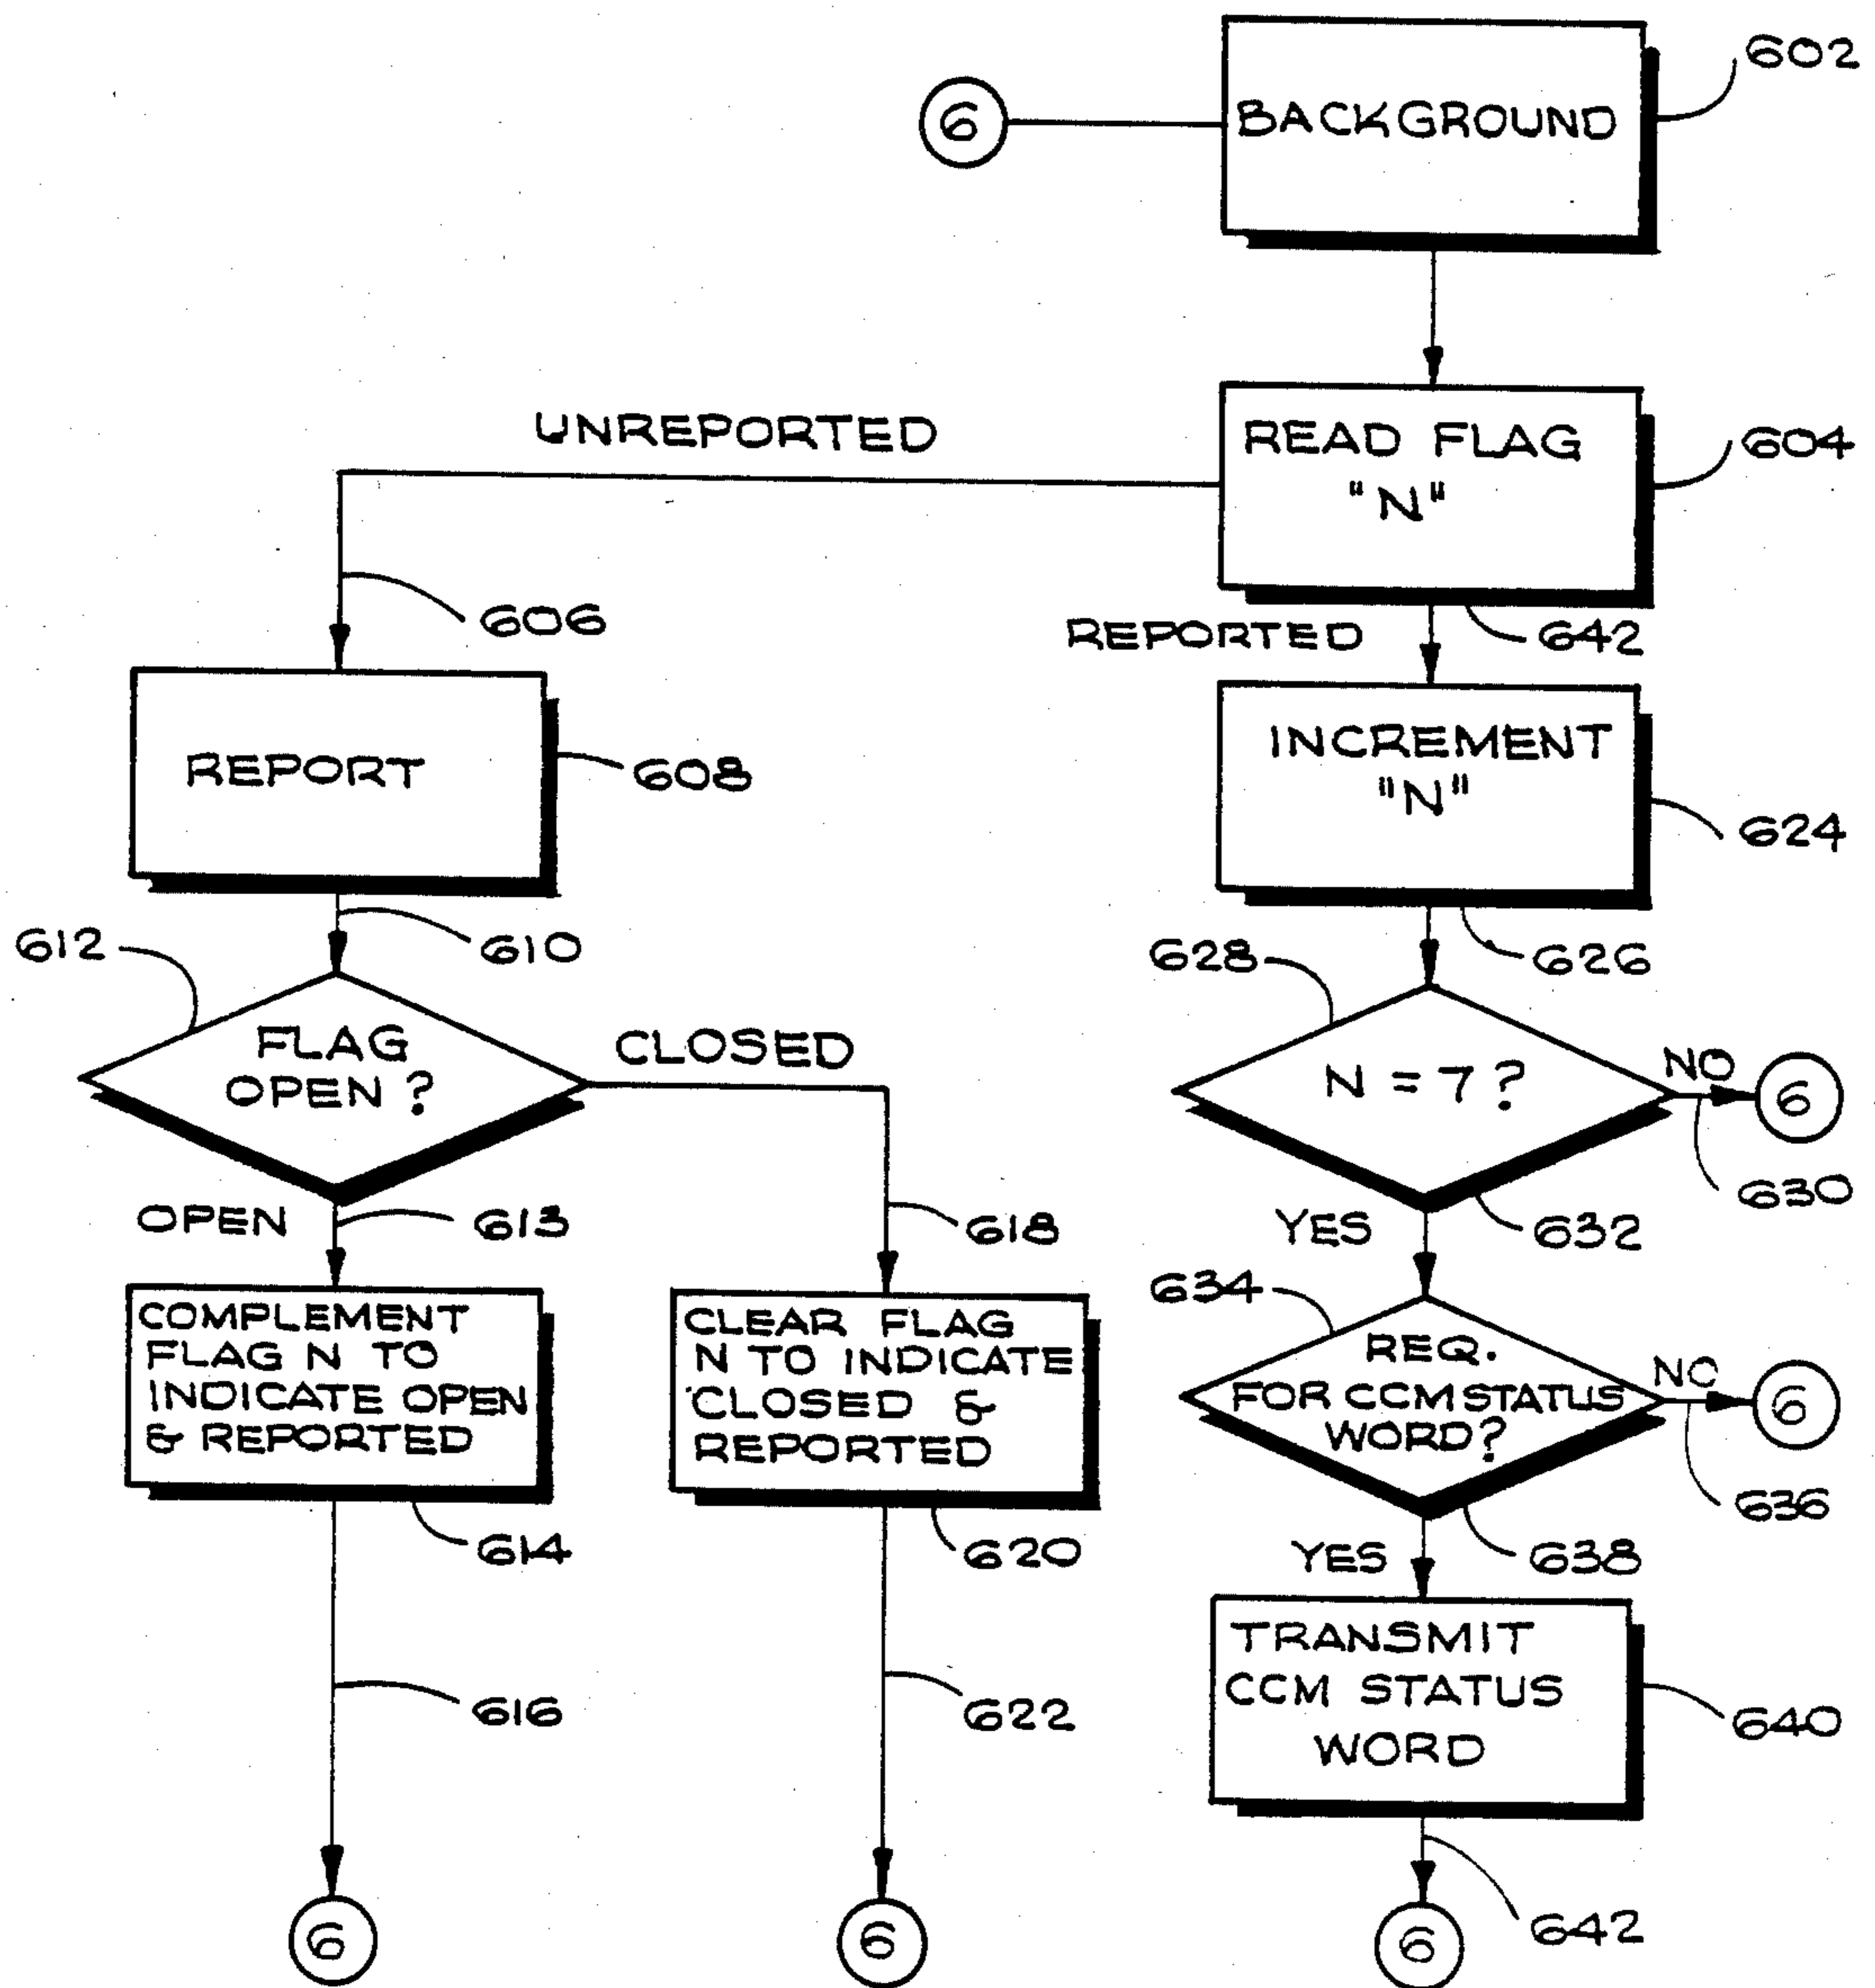 602
6
BACKGROUND
UNREPORTED
READ FLAG
"N"
604
606
REPORTED
642
REPORT
608
INCREMENT
"N"
624
610
612
626
628
FLAG
OPEN ?
CLOSED
N = 7 ?
NO
6
630
OPEN
613
618
YES
632
634
COMPLEMENT
FLAG N TO
INDICATE OPEN
& REPORTED
CLEAR FLAG
N TO INDICATE
CLOSED &
REPORTED
REQ.
FOR CCM STATUS
WORD?
NO
6
636
614
620
YES
638
TRANSMIT
CCM STATUS
WORD
640
616
622
642
6
6
6